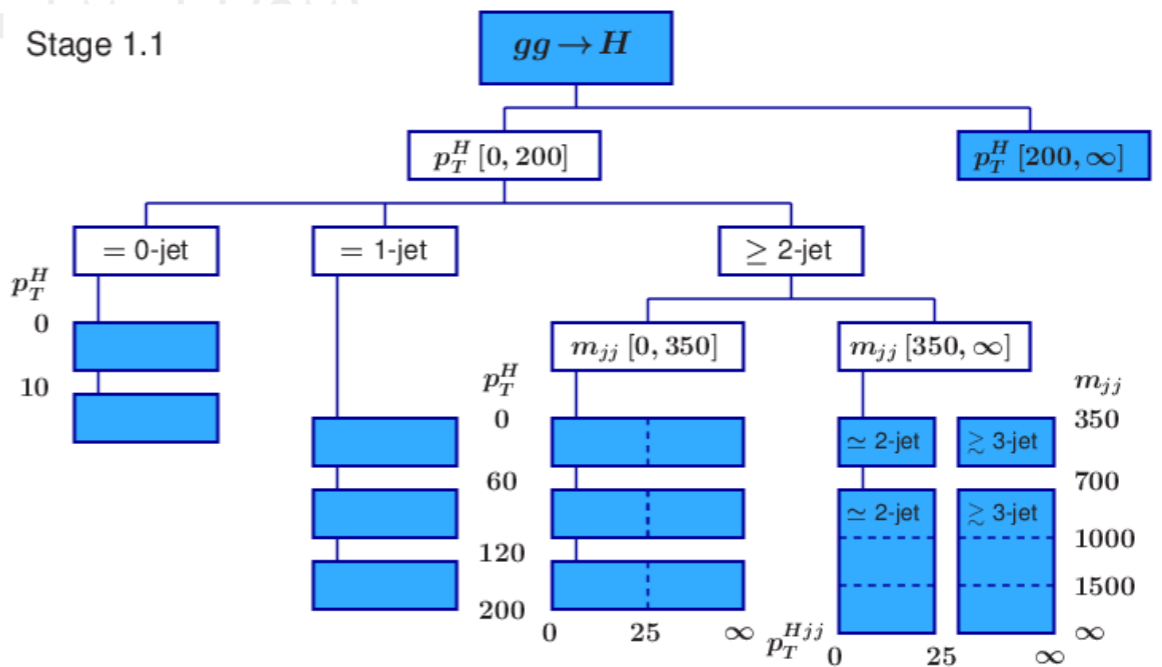 Stage 1.1
gg → H
p_T^H [0, 200]
p_T^H [200, ∞]
= 0-jet
= 1-jet
≥ 2-jet
p_T^H
0
10
m_jj [0, 350]
m_jj [350, ∞]
p_T^H
0
60
120
200
m_jj
350
700
1000
1500
∞
≃ 2-jet
≳ 3-jet
≃ 2-jet
≳ 3-jet
0 25 ∞
p_T^Hjj
0 25 ∞